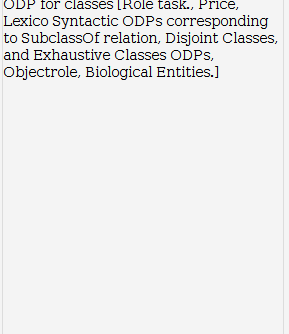 ODP for classes [Role task., Price,
Lexico Syntactic ODPs corresponding
to SubclassOf relation, Disjoint Classes,
and Exhaustive Classes ODPs,
Objectrole, Biological Entities.]